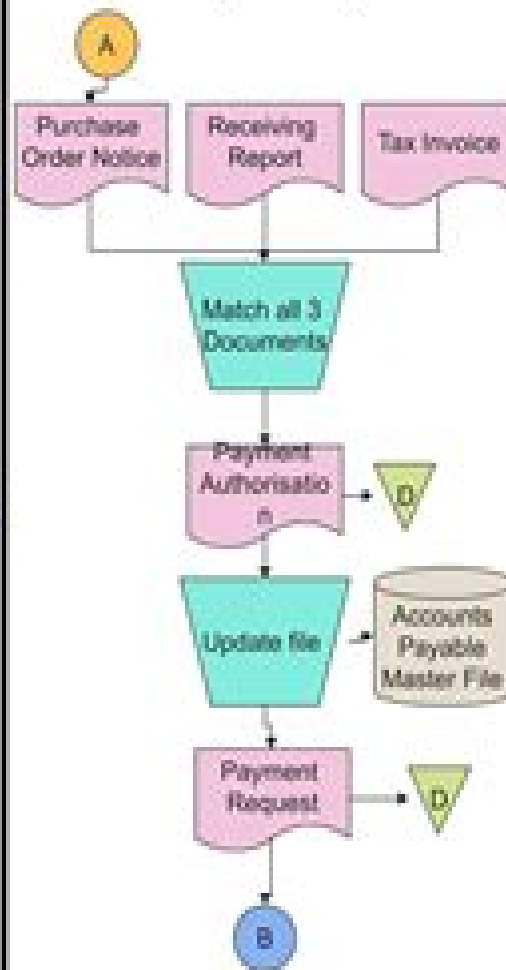 A
Purchase
Order Notice
Receiving
Report
Tax Invoice
Match all 3
Documents
Payment
Authorisatio
n
D
Update file
Accounts
Payable
Master File
Payment
Request
D
B